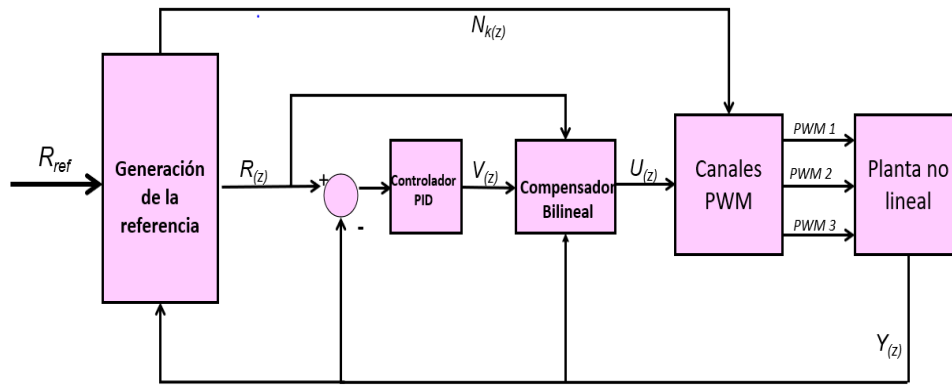 N_k(z)
R_ref
Generación
de la
referencia
R_(z)
+
-
Controlador
PID
V_(z)
Compensador
Bilineal
U_(z)
Canales
PWM
PWM 1
PWM 2
PWM 3
Planta no
lineal
Y_(z)